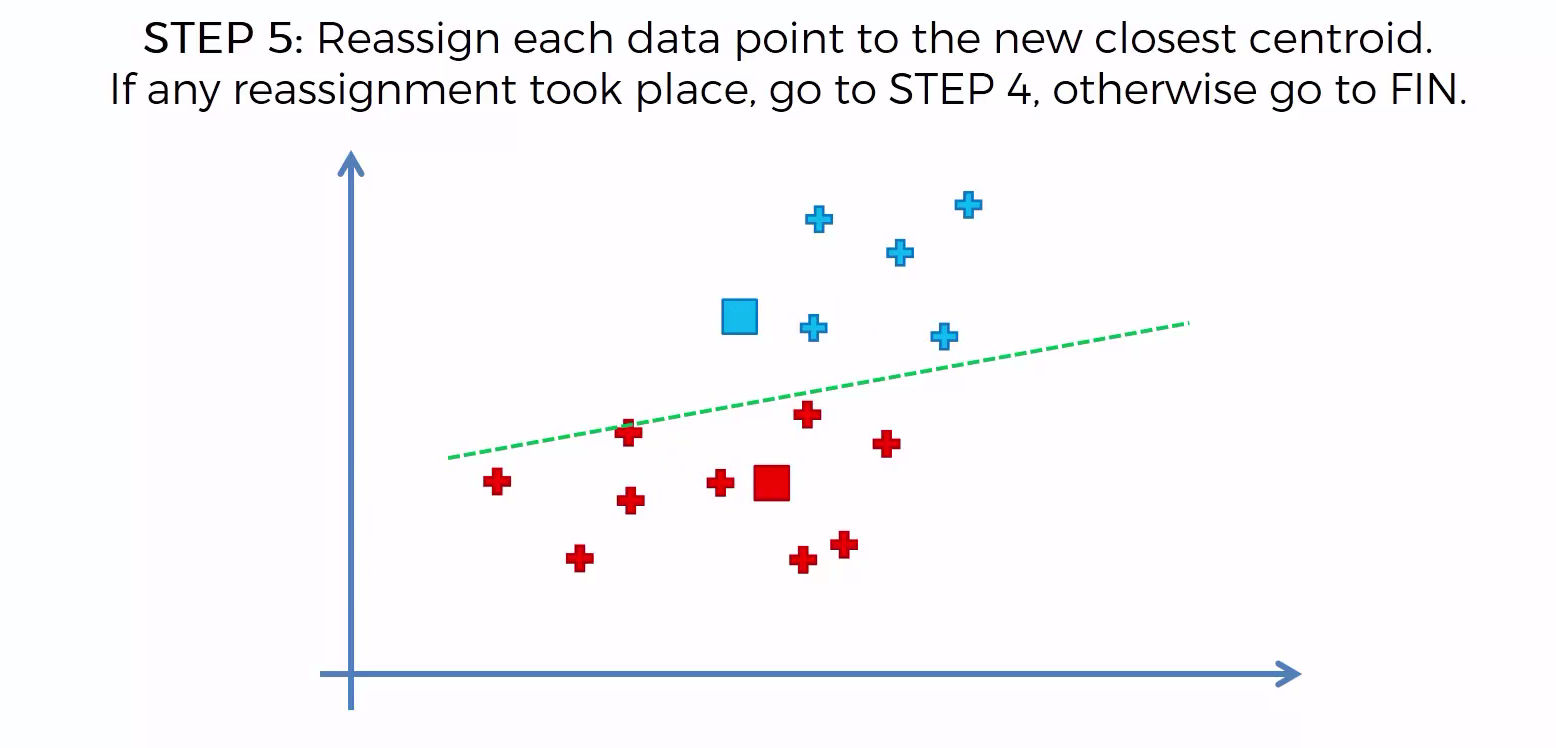 STEP 5: Reassign each data point to the new closest centroid.
If any reassignment took place, go to STEP 4, otherwise go to FIN.